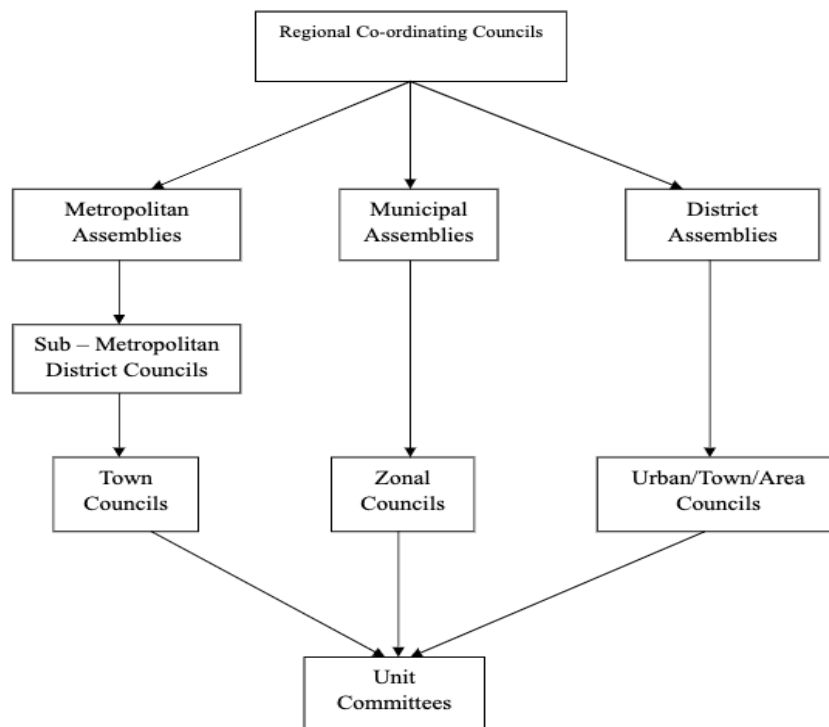 Regional Co-ordinating Councils
Metropolitan
Assemblies
Municipal
Assemblies
District
Assemblies
Sub – Metropolitan
District Councils
Town
Councils
Zonal
Councils
Urban/Town/Area
Councils
Unit
Committees